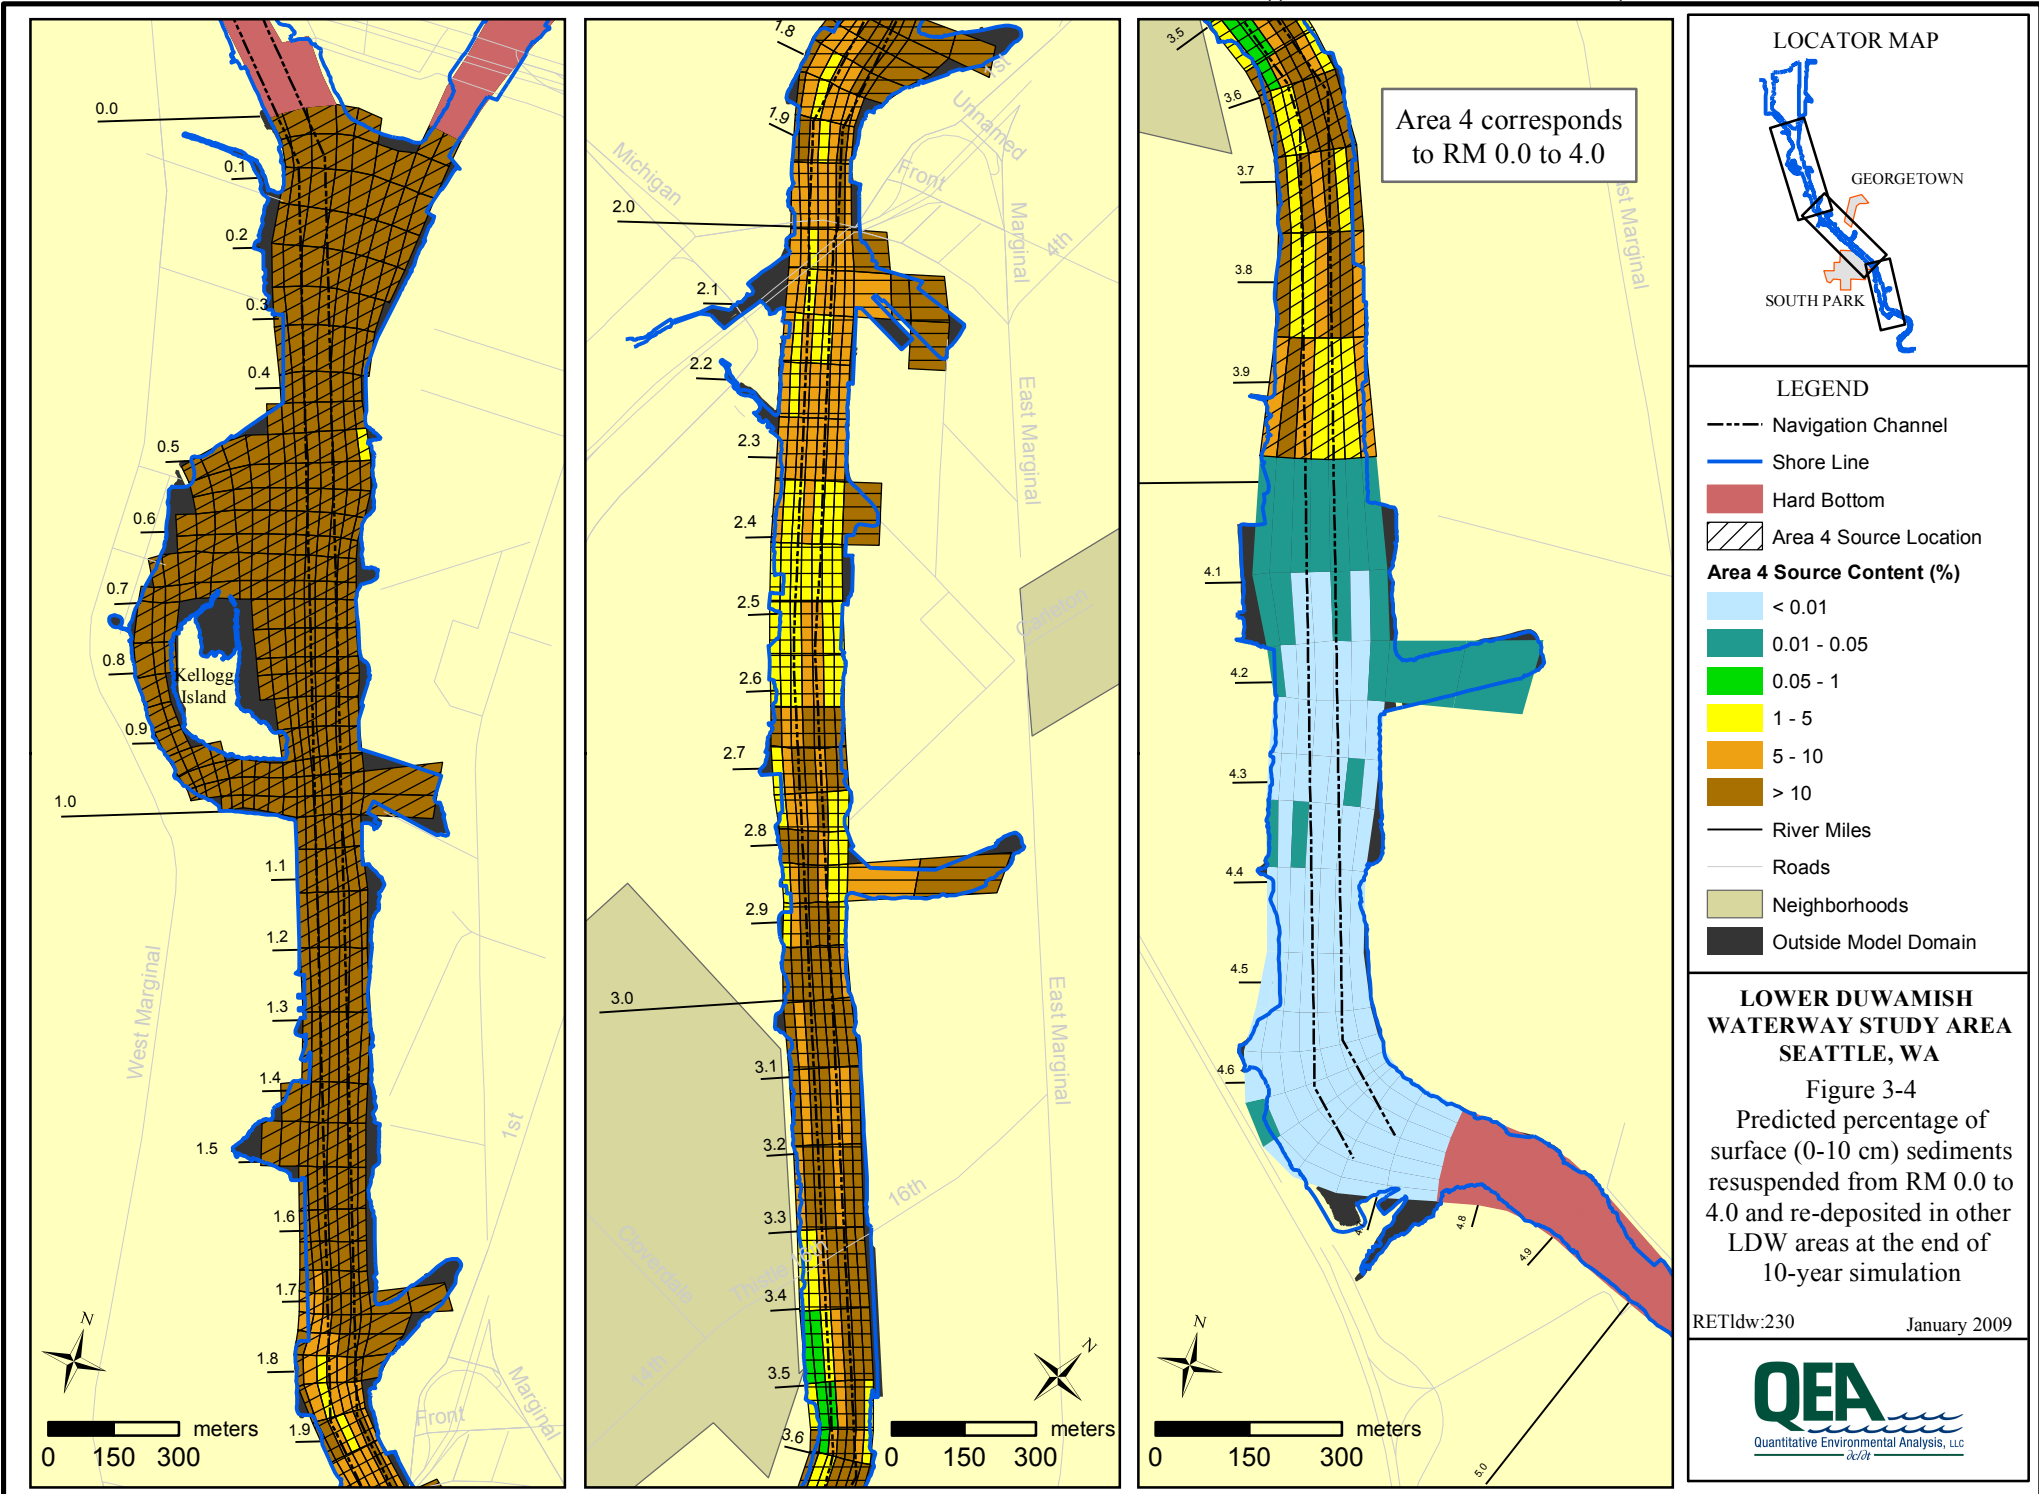 0.0
0.1
0.2
0.3
0.4
0.5
0.6
0.7
0.8
0.9
1.0
1.1
1.2
1.3
1.4
1.5
1.6
1.7
1.8
1.9
Kellogg
Island
West Marginal
1st
Front
Marginal
N
meters
0 150 300
1.8
1.9
2.0
2.1
2.2
2.3
2.4
2.5
2.6
2.7
2.8
2.9
3.0
3.1
3.2
3.3
3.4
3.5
3.6
Michigan
1st
Unnamed
Front
Marginal
4th
East Marginal
Carleton
East Marginal
16th
Cloverdale
Thistle
14th
N
meters
0 150 300
3.5
3.6
3.7
3.8
3.9
4.1
4.2
4.3
4.4
4.5
4.6
4.8
4.9
5.0
Area 4 corresponds
to RM 0.0 to 4.0
East Marginal
N
meters
0 150 300
LOCATOR MAP
GEORGETOWN
SOUTH PARK
LEGEND
Navigation Channel
Shore Line
Hard Bottom
Area 4 Source Location
Area 4 Source Content (%)
< 0.01
0.01 - 0.05
0.05 - 1
1 - 5
5 - 10
> 10
River Miles
Roads
Neighborhoods
Outside Model Domain
LOWER DUWAMISH
WATERWAY STUDY AREA
SEATTLE, WA
Figure 3-4
Predicted percentage of
surface (0-10 cm) sediments
resuspended from RM 0.0 to
4.0 and re-deposited in other
LDW areas at the end of
10-year simulation
RETldw:230
January 2009
QEA
Quantitative Environmental Analysis, LLC
∂c/∂t